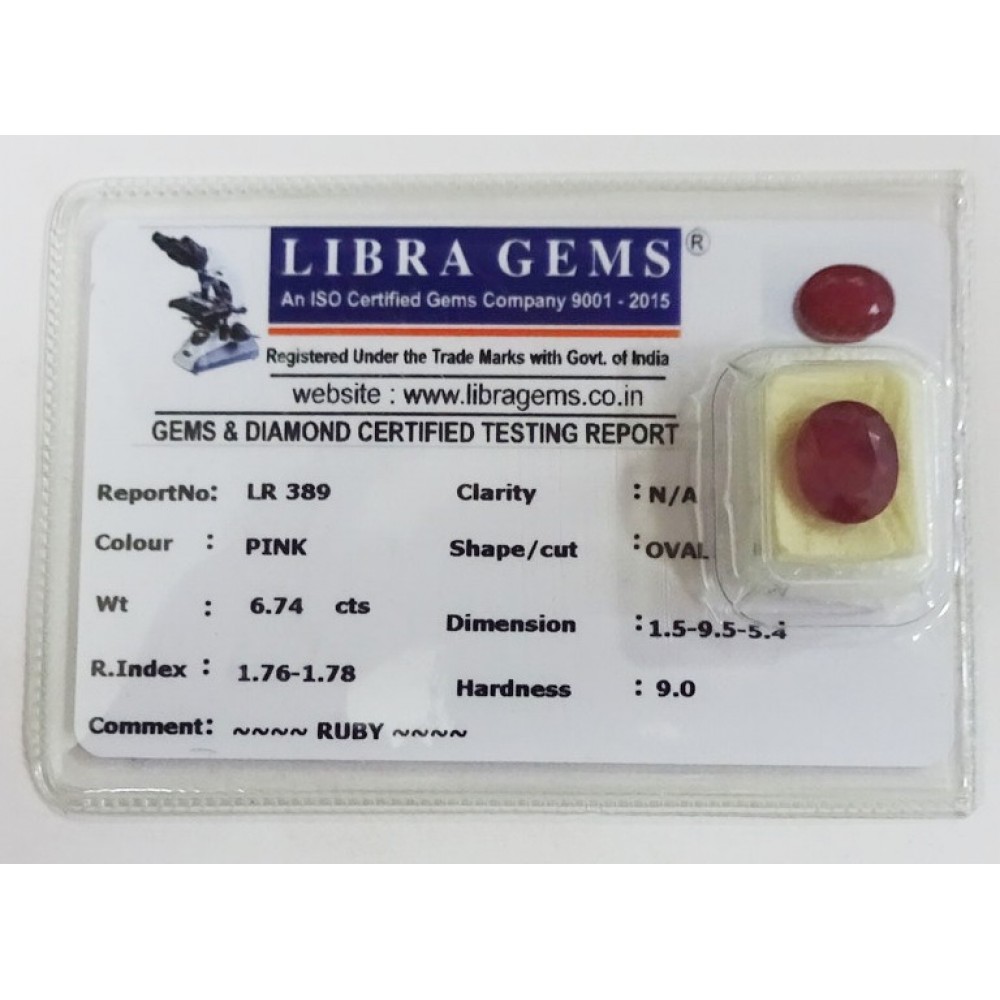 LIBRA GEMS ®
An ISO Certified Gems Company 9001 - 2015
Registered Under the Trade Marks with Govt. of India
website : www.libragems.co.in
GEMS & DIAMOND CERTIFIED TESTING REPORT
ReportNo: LR 389 Clarity : N/A
Colour : PINK Shape/cut : OVAL
Wt : 6.74 cts Dimension : 1.5-9.5-5.4
R.Index : 1.76-1.78 Hardness : 9.0
Comment: ~~~~ RUBY ~~~~